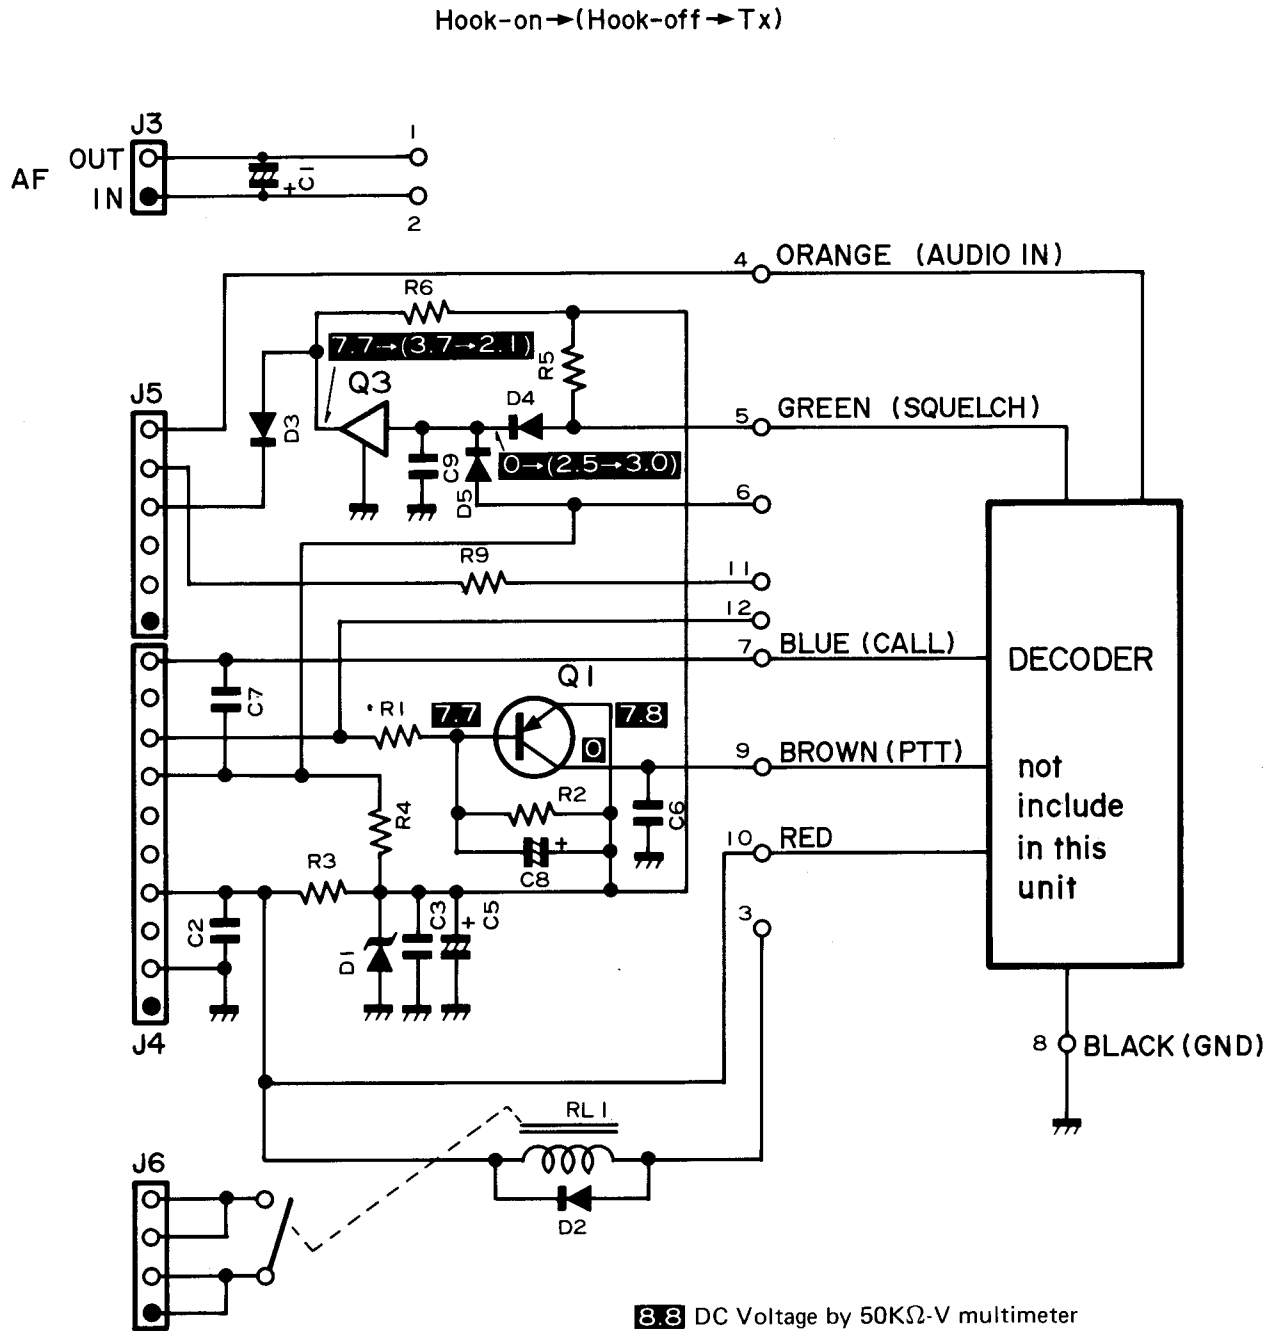 Hook-on→(Hook-off→Tx)
J3
1
OUT
AF
C1
+
IN
2
4 ORANGE (AUDIO IN)
R6
7.7→(3.7→2.1)
R5
Q3
J5
D4
D3
5 GREEN (SQUELCH)
C9
0→(2.5→3.0)
D5
6
R9
11
12
7 BLUE (CALL)
DECODER
Q1
C7
R1
7.7
7.8
0
9 BROWN (PTT)
not
include
in this
unit
R2
C6
R4
+
10 RED
C8
R3
3
C2
C3
+
C5
D1
J4
8 BLACK (GND)
RL1
J6
D2
8.8 DC Voltage by 50KΩ-V multimeter